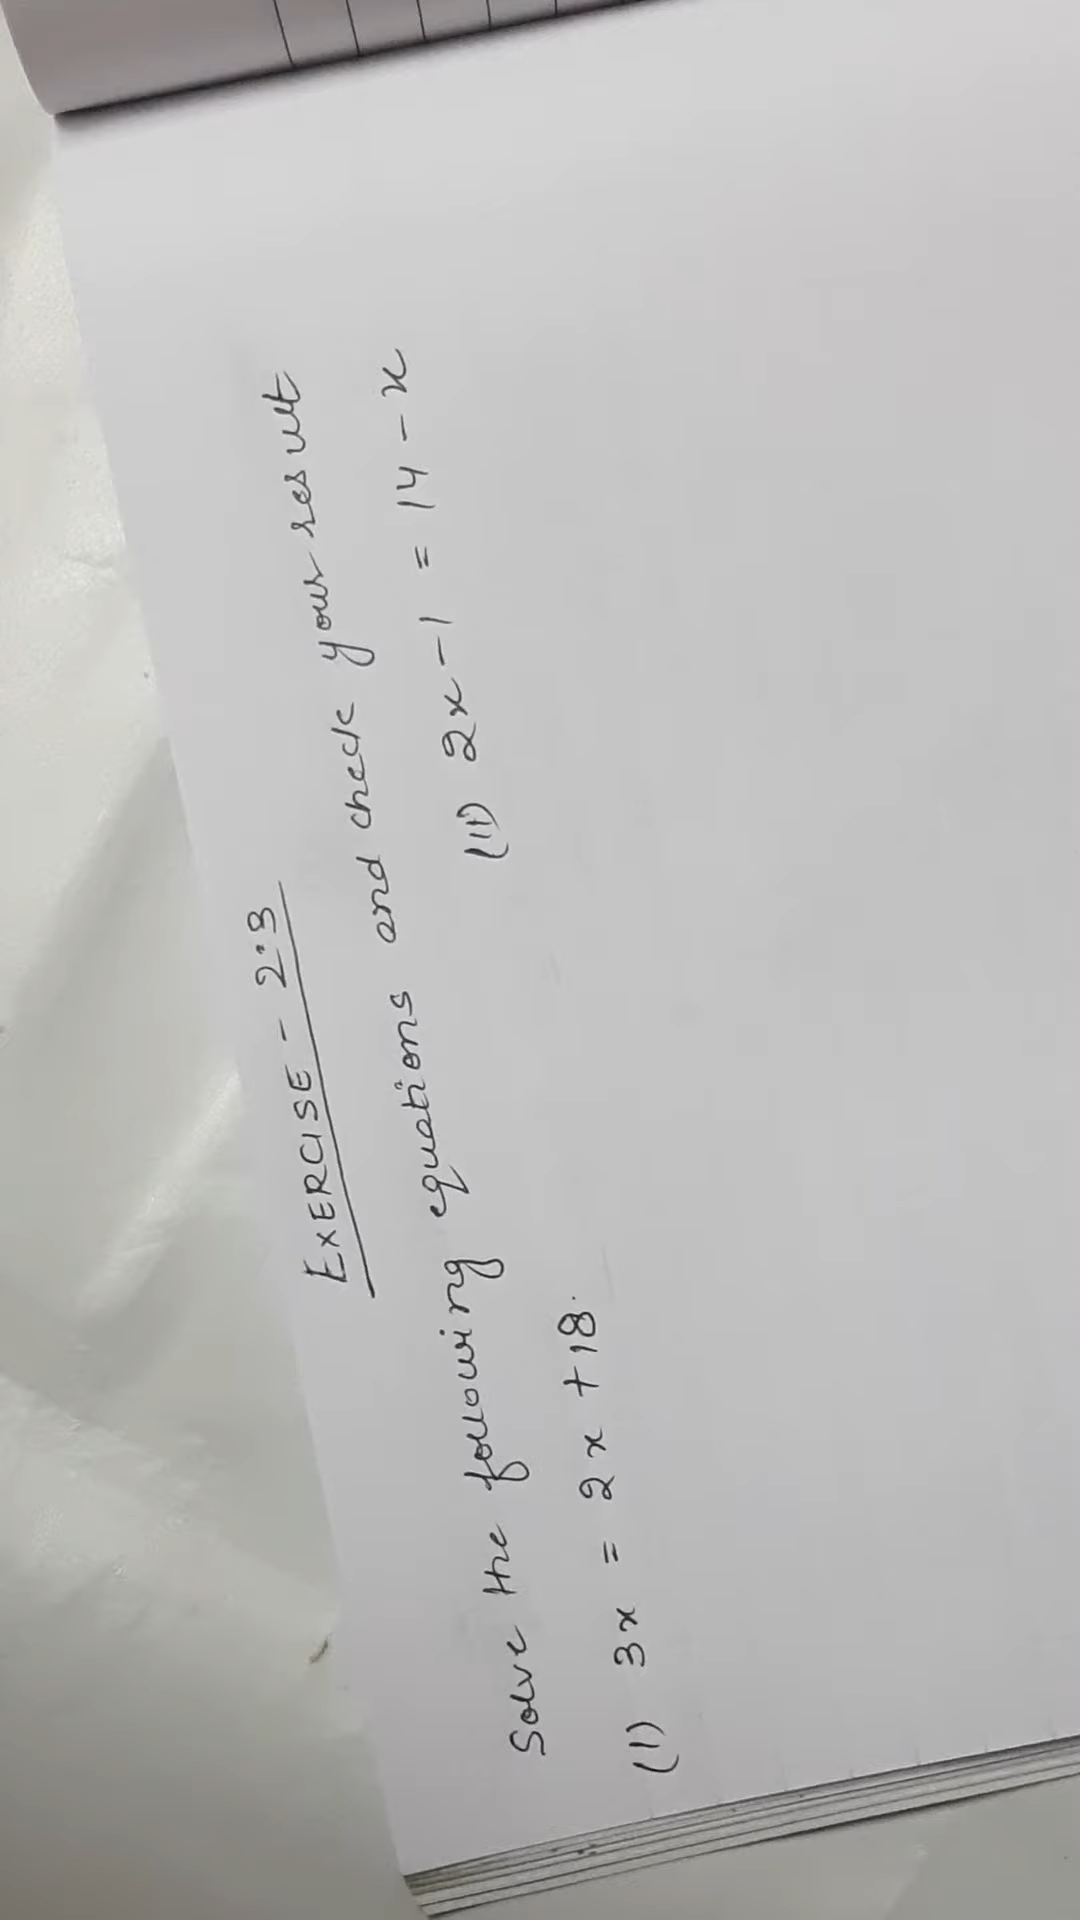 EXERCISE - 2.3
Solve the following equations and check your result
(I) 3x = 2x + 18. (II) 2x - 1 = 14 - x